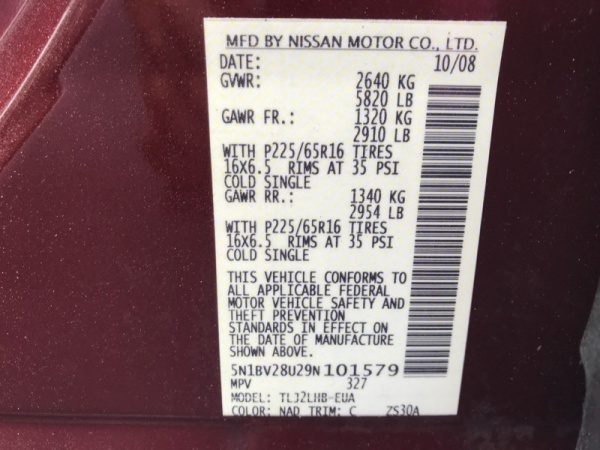 MFD BY NISSAN MOTOR CO., LTD.
DATE: 10/08
GVWR: 2640 KG
5820 LB
GAWR FR.: 1320 KG
2910 LB
WITH P225/65R16 TIRES
16X6.5 RIMS AT 35 PSI
COLD SINGLE
GAWR RR.: 1340 KG
2954 LB
WITH P225/65R16 TIRES
16X6.5 RIMS AT 35 PSI
COLD SINGLE
THIS VEHICLE CONFORMS TO
ALL APPLICABLE FEDERAL
MOTOR VEHICLE SAFETY AND
THEFT PREVENTION
STANDARDS IN EFFECT ON
THE DATE OF MANUFACTURE
SHOWN ABOVE.
5N1BV28U29N101579
MPV 327
MODEL: TLJ2LHB-EUA
COLOR: NAD TRIM: C ZS30A